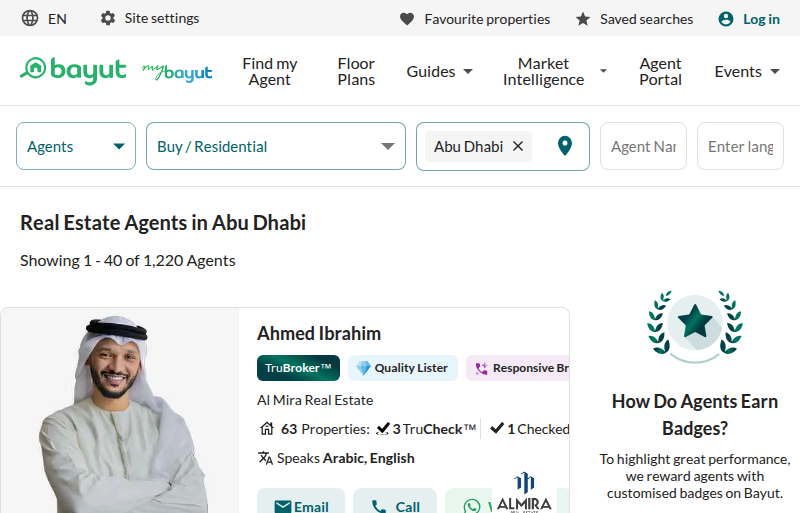 EN
Site settings
Favourite properties
Saved searches
Log in
bayut
my bayut
Find my Agent
Floor Plans
Guides
Market Intelligence
Agent Portal
Events
Agents
Buy / Residential
Abu Dhabi
Agent Nar
Enter lang
Real Estate Agents in Abu Dhabi
Showing 1 - 40 of 1,220 Agents
Ahmed Ibrahim
TruBroker™
Quality Lister
Responsive Br
Al Mira Real Estate
63 Properties:
3 TruCheck™
1 Checked
Speaks Arabic, English
Email
Call
ALMIRA
How Do Agents Earn
Badges?
To highlight great performance,
we reward agents with
customised badges on Bayut.